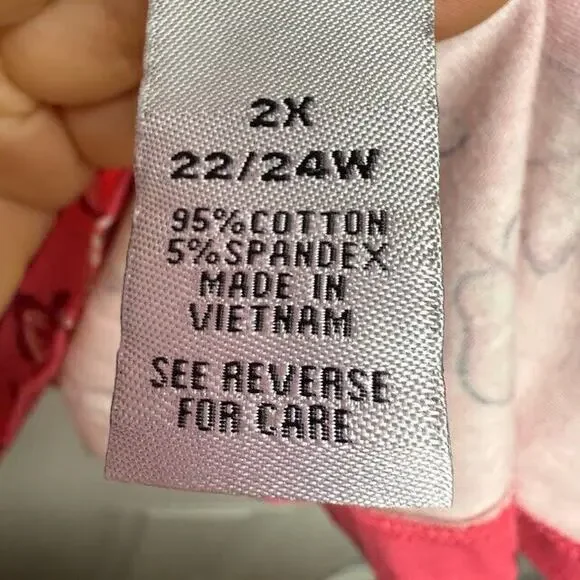 2X
22/24W
95%COTTON
5%SPANDEX
MADE IN
VIETNAM
SEE REVERSE
FOR CARE